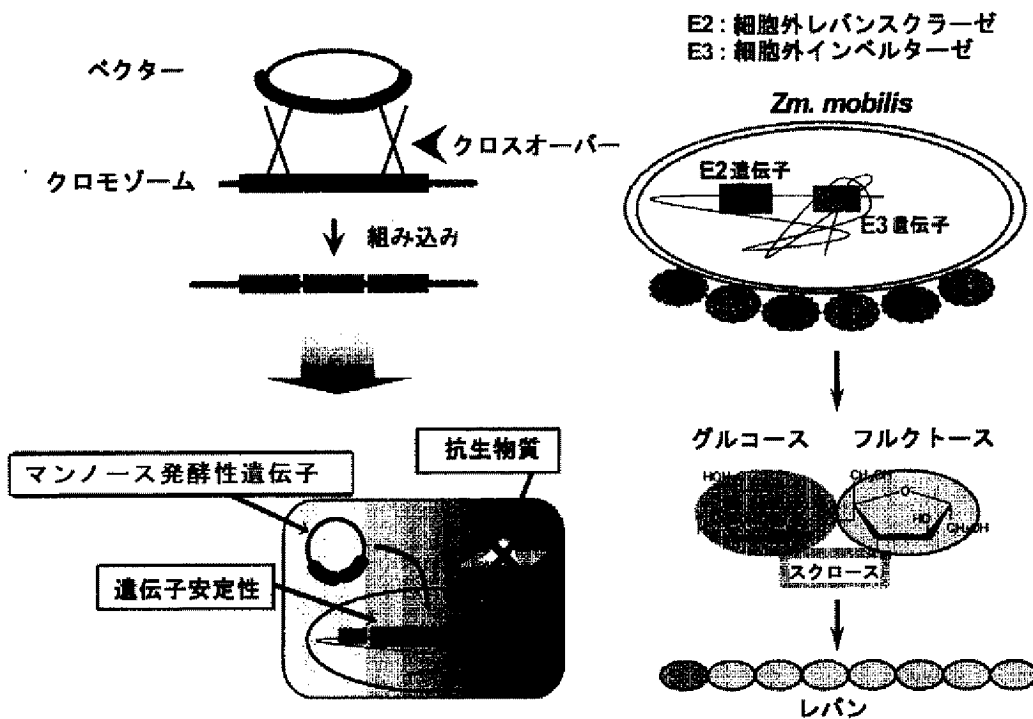 E2：細胞外レバンスクラーゼ
E3：細胞外インベルターゼ
ベクター
クロスオーバー
クロモゾーム
組み込み
Zm. mobilis
E2遺伝子
E3遺伝子
抗生物質
マンノース発酵性遺伝子
遺伝子安定性
グルコース
フルクトース
CH₂OH
O
HO
CH₂OH
スクロース
レバン